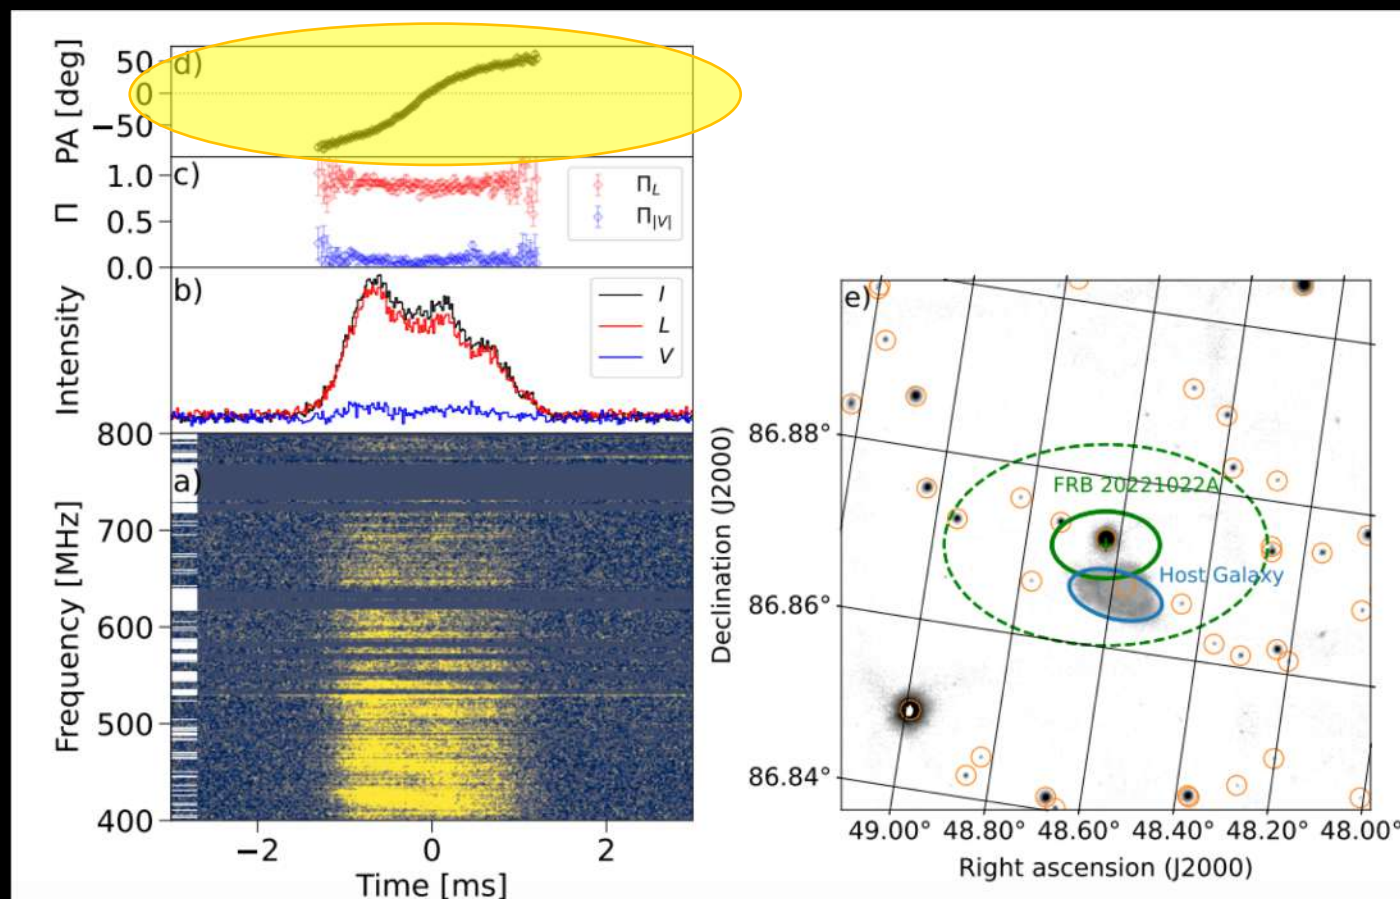 PA [deg]
50
0
−50
d)
Π
1.0
0.5
0.0
c)
Π_L
Π_|V|
Intensity
b)
I
L
V
Frequency [MHz]
800
700
600
500
400
a)
−2 0 2
Time [ms]
e)
Declination (J2000)
86.88°
86.86°
86.84°
FRB 20221022A
Host Galaxy
49.00° 48.80° 48.60° 48.40° 48.20° 48.00°
Right ascension (J2000)